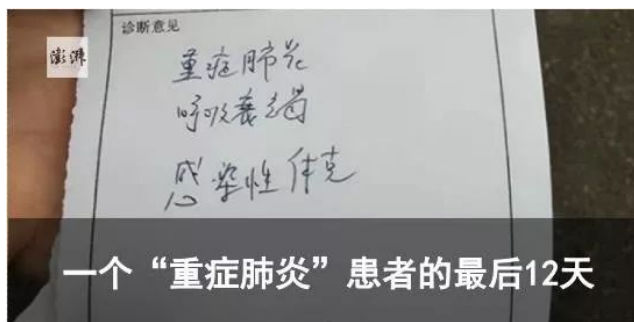 诊断意见
澎湃
重症肺炎
呼吸衰竭
感染性休克
一个“重症肺炎”患者的最后12天